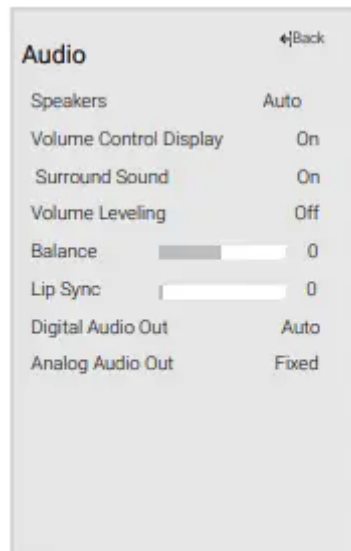 Back
Audio
Speakers Auto
Volume Control Display On
Surround Sound On
Volume Leveling Off
Balance 0
Lip Sync 0
Digital Audio Out Auto
Analog Audio Out Fixed